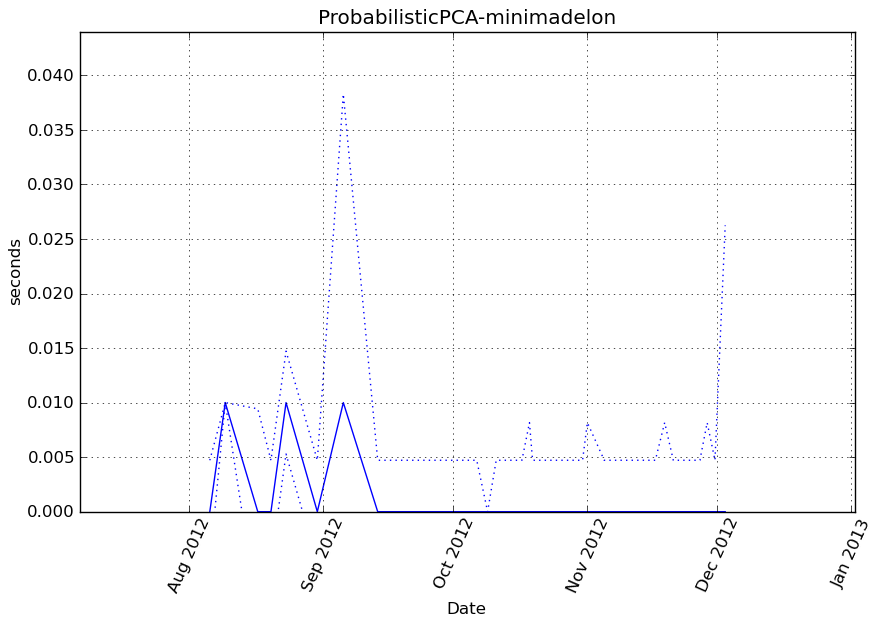 ProbabilisticPCA-minimadelon
0.040
0.035
0.030
0.025
0.020
0.015
0.010
0.005
0.000
seconds
Aug 2012
Sep 2012
Oct 2012
Nov 2012
Dec 2012
Jan 2013
Date